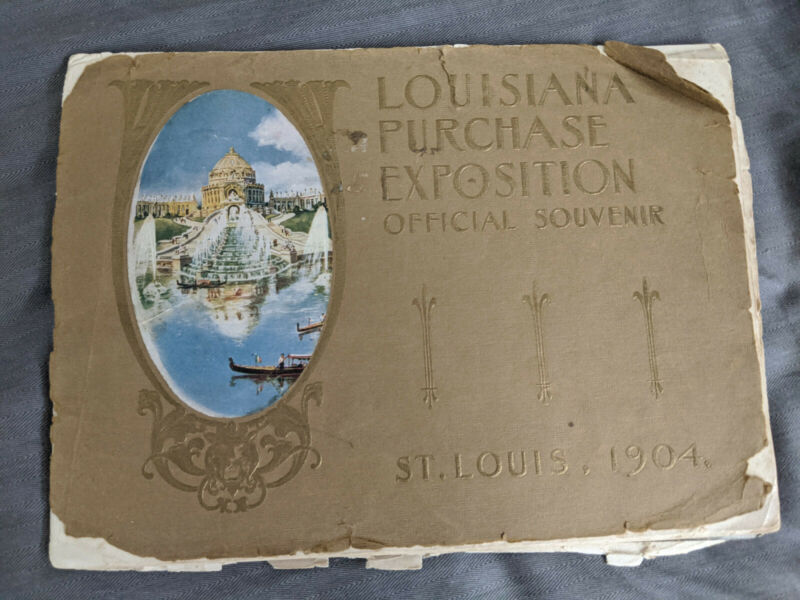 LOUISIANA
PURCHASE
EXPOSITION
OFFICIAL SOUVENIR
ST. LOUIS, 1904.